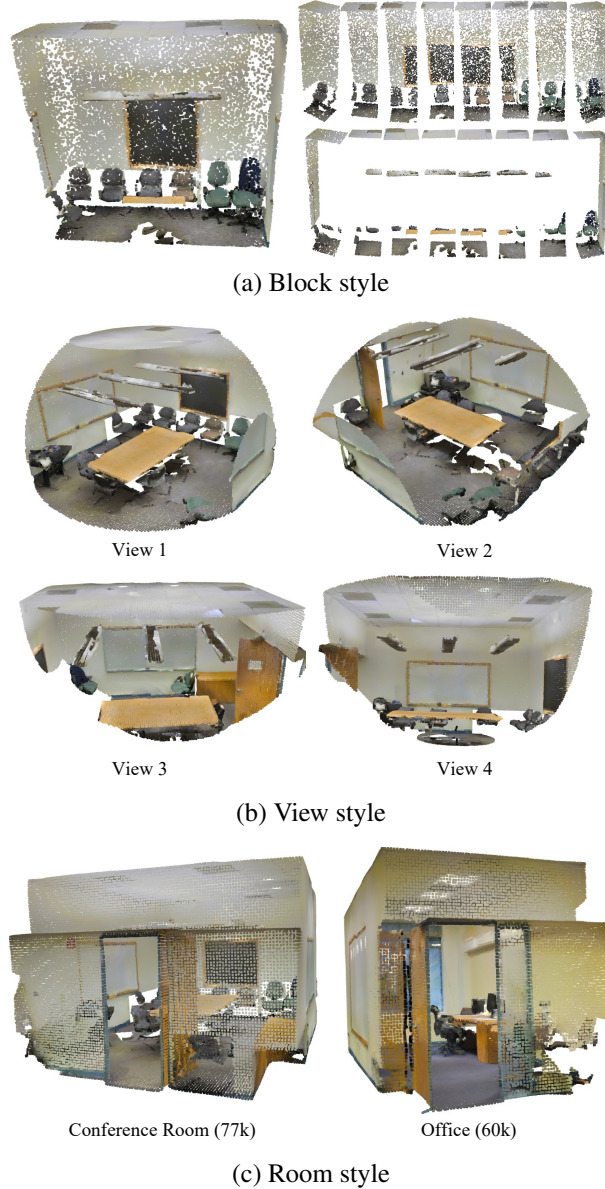 (a) Block style
View 1
View 2
View 3
View 4
(b) View style
Conference Room (77k)
Office (60k)
(c) Room style